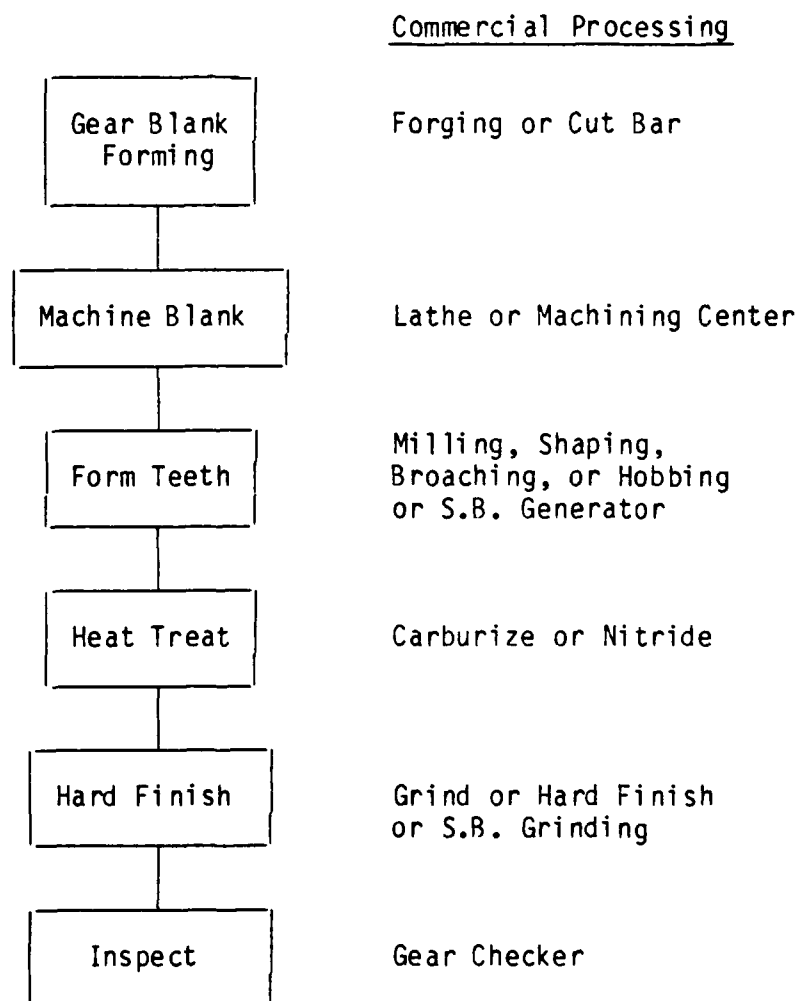 Commercial Processing
Gear Blank
Forming
Forging or Cut Bar
Machine Blank
Lathe or Machining Center
Form Teeth
Milling, Shaping,
Broaching, or Hobbing
or S.B. Generator
Heat Treat
Carburize or Nitride
Hard Finish
Grind or Hard Finish
or S.B. Grinding
Inspect
Gear Checker